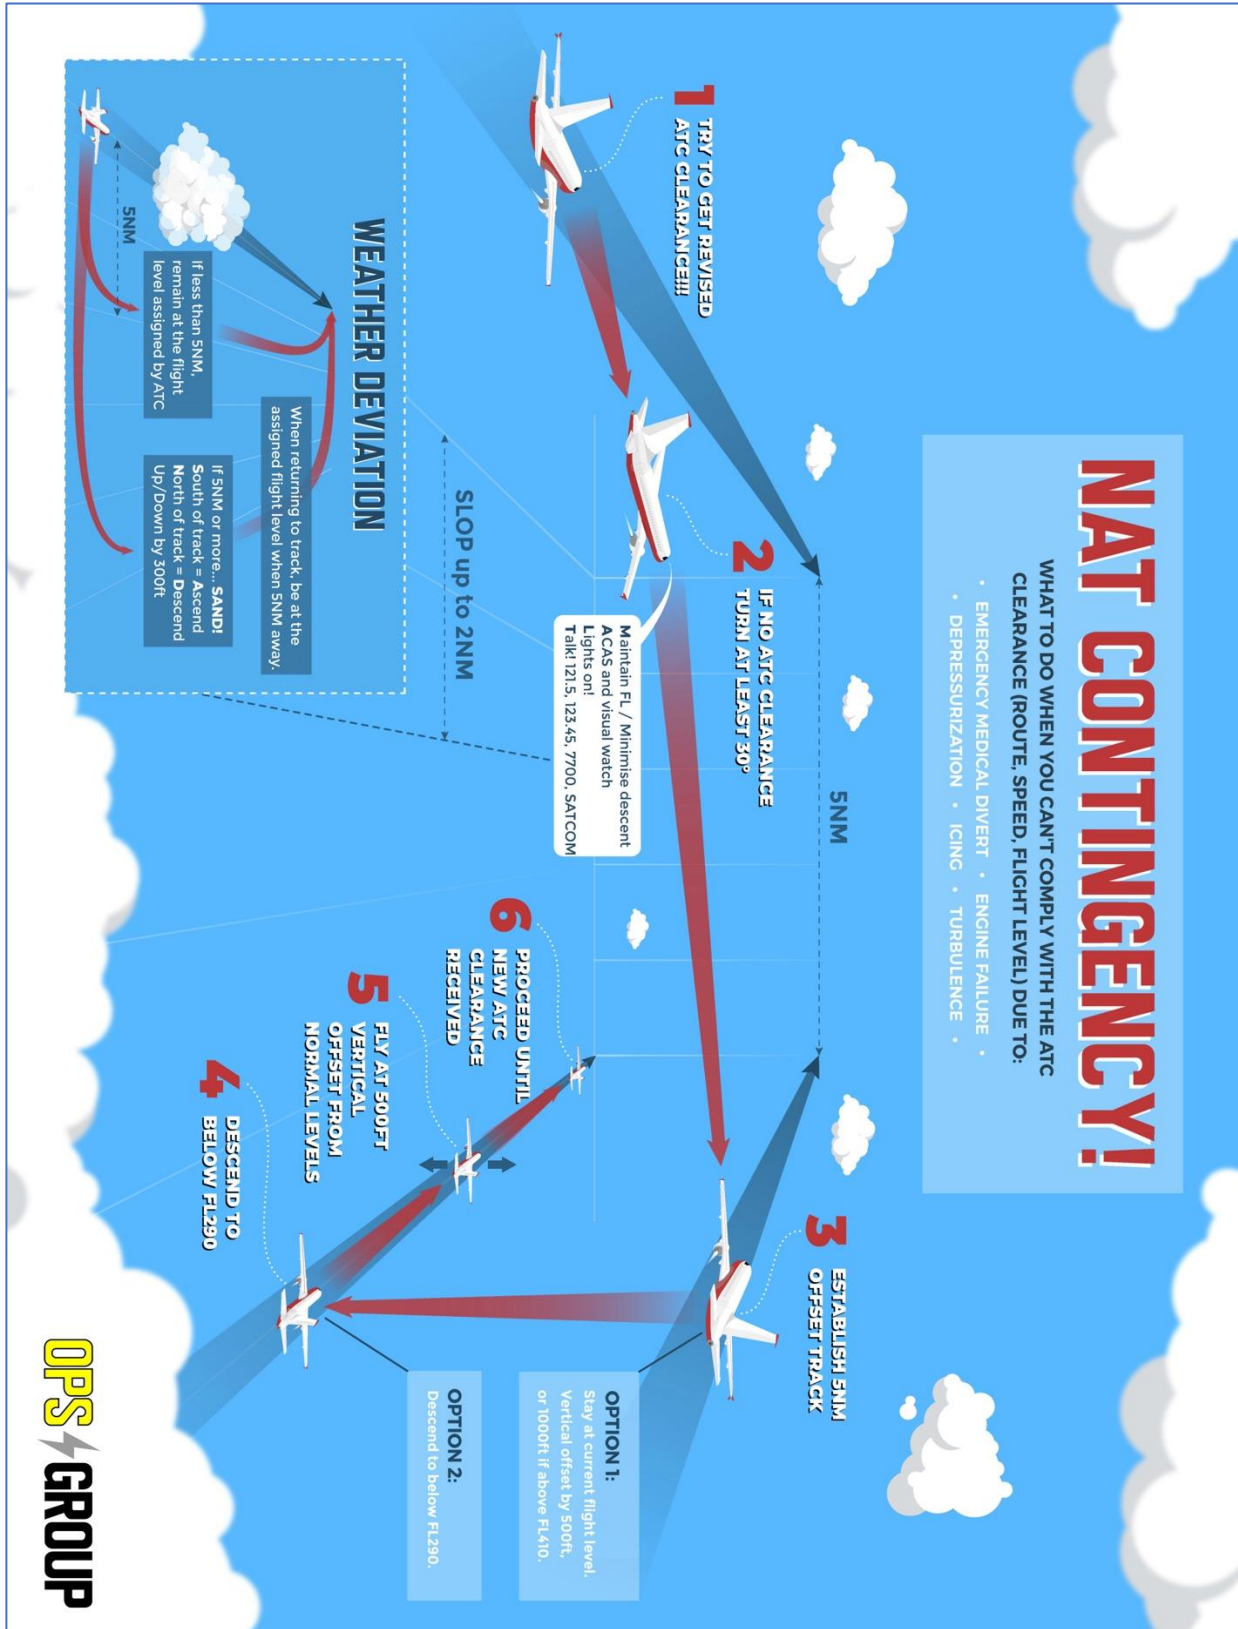 NAT CONTINGENCY!
WHAT TO DO WHEN YOU CAN'T COMPLY WITH THE ATC
CLEARANCE (ROUTE, SPEED, FLIGHT LEVEL) DUE TO:
• EMERGENCY MEDICAL DIVERT • ENGINE FAILURE •
• DEPRESSURIZATION • ICING • TURBULENCE •
1 TRY TO GET REVISED
ATC CLEARANCE!!!
5NM
2 IF NO ATC CLEARANCE
TURN AT LEAST 30°
Maintain FL / Minimise descent
ACAS and visual watch
Lights on!
Talk! 121.5, 123.45, 7700, SATCOM
3 ESTABLISH 5NM
OFFSET TRACK
OPTION 1:
Stay at current flight level.
Vertical offset by 500ft,
or 1000ft if above FL410.
OPTION 2:
Descend to below FL290.
4 DESCEND TO
BELOW FL290
5 FLY AT 500FT
VERTICAL
OFFSET FROM
NORMAL LEVELS
6 PROCEED UNTIL
NEW ATC
CLEARANCE
RECEIVED
SLOP up to 2NM
WEATHER DEVIATION
5NM
If less than 5NM,
remain at the flight
level assigned by ATC
When returning to track, be at the
assigned flight level when 5NM away.
If 5NM or more... SAND!
South of track = Ascend
North of track = Descend
Up/Down by 300ft
OPS GROUP